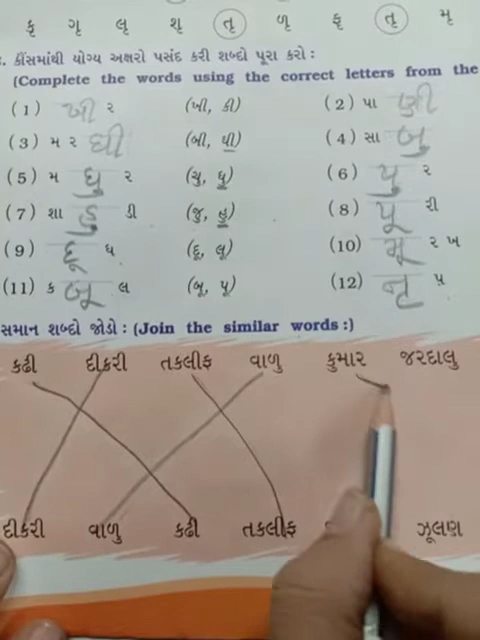 કૃ ગૃ લૃ શૃ તૃ ળૃ ફૃ તૃ મૃ
. કૌંસમાંથી યોગ્ય અક્ષરો પસંદ કરી શબ્દો પૂરા કરો :
(Complete the words using the correct letters from the
(1) ખી ર (ખી, કી) (2) પા ણી
(3) મ ર ઘી (બી, ઘી) (4) સા બુ
(5) મ ધુ ર (ચુ, ધુ) (6) પુ ર
(7) શા હુ ડી (જુ, હુ) (8) પૂ રી
(9) દૂ ધ (દૂ, લૂ) (10) મૂ ર ખ
(11) ક બૂ લ (બૂ, પૂ) (12) નૃ પ
સમાન શબ્દો જોડો : (Join the similar words :)
કઢી દીકરી તકલીફ વાળુ કુમાર જરદાલુ
દીકરી વાળુ કઢી તકલીફ ઝૂલણ